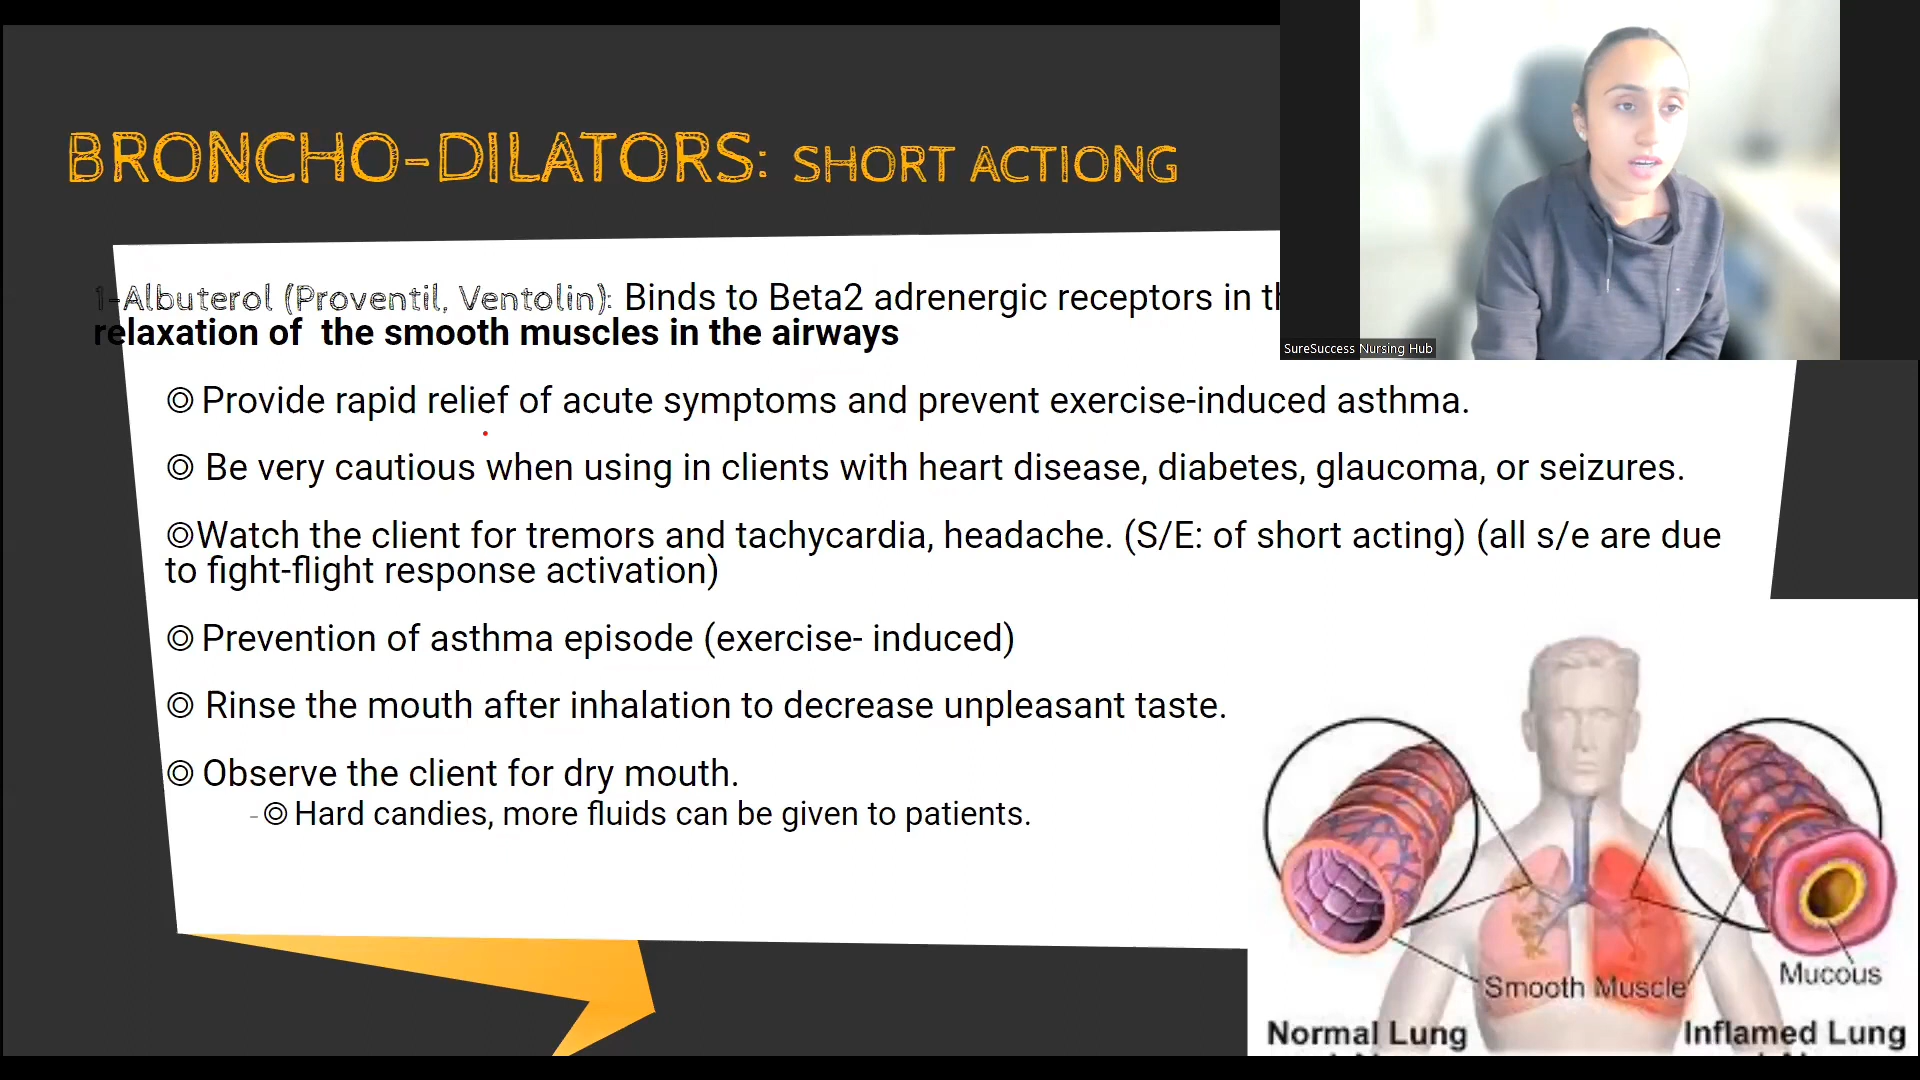 BRONCHO-DILATORS: SHORT ACTIONG
1-Albuterol (Proventil, Ventolin): Binds to Beta2 adrenergic receptors in
relaxation of the smooth muscles in the airways
◎ Provide rapid relief of acute symptoms and prevent exercise-induced asthma.
◎ Be very cautious when using in clients with heart disease, diabetes, glaucoma, or seizures.
◎Watch the client for tremors and tachycardia, headache. (S/E: of short acting) (all s/e are due
to fight-flight response activation)
◎ Prevention of asthma episode (exercise- induced)
◎ Rinse the mouth after inhalation to decrease unpleasant taste.
◎ Observe the client for dry mouth.
-◎ Hard candies, more fluids can be given to patients.
SureSuccess Nursing Hub
Smooth Muscle
Mucous
Normal Lung
Inflamed Lung